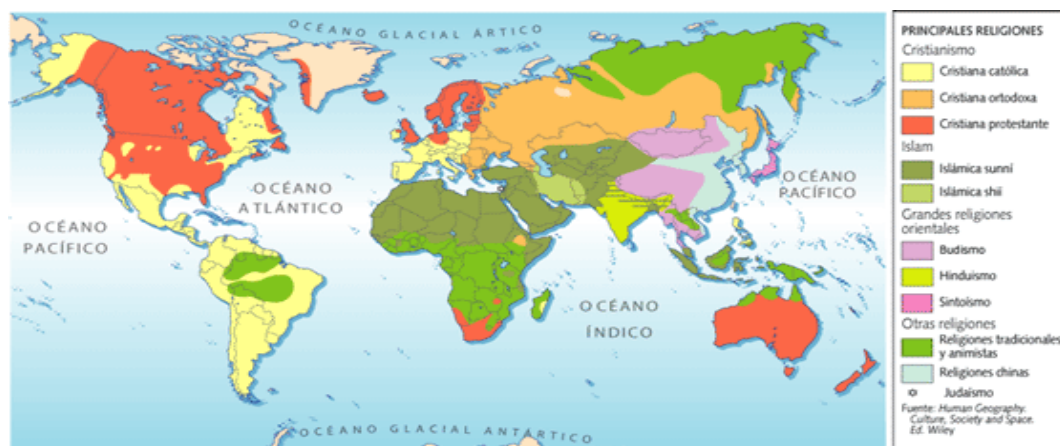 OCÉANO GLACIAL ÁRTICO
OCÉANO
ATLÁNTICO
OCÉANO
PACÍFICO
OCÉANO
PACÍFICO
OCÉANO
ÍNDICO
OCÉANO GLACIAL ANTÁRTICO
PRINCIPALES RELIGIONES
Cristianismo
Cristiana católica
Cristiana ortodoxa
Cristiana protestante
Islam
Islámica sunní
Islámica shií
Grandes religiones
orientales
Budismo
Hinduismo
Sintoísmo
Otras religiones
Religiones tradicionales
y animistas
Religiones chinas
Judaísmo
Fuente: Human Geography.
Culture, Society and Space.
Ed. Wiley